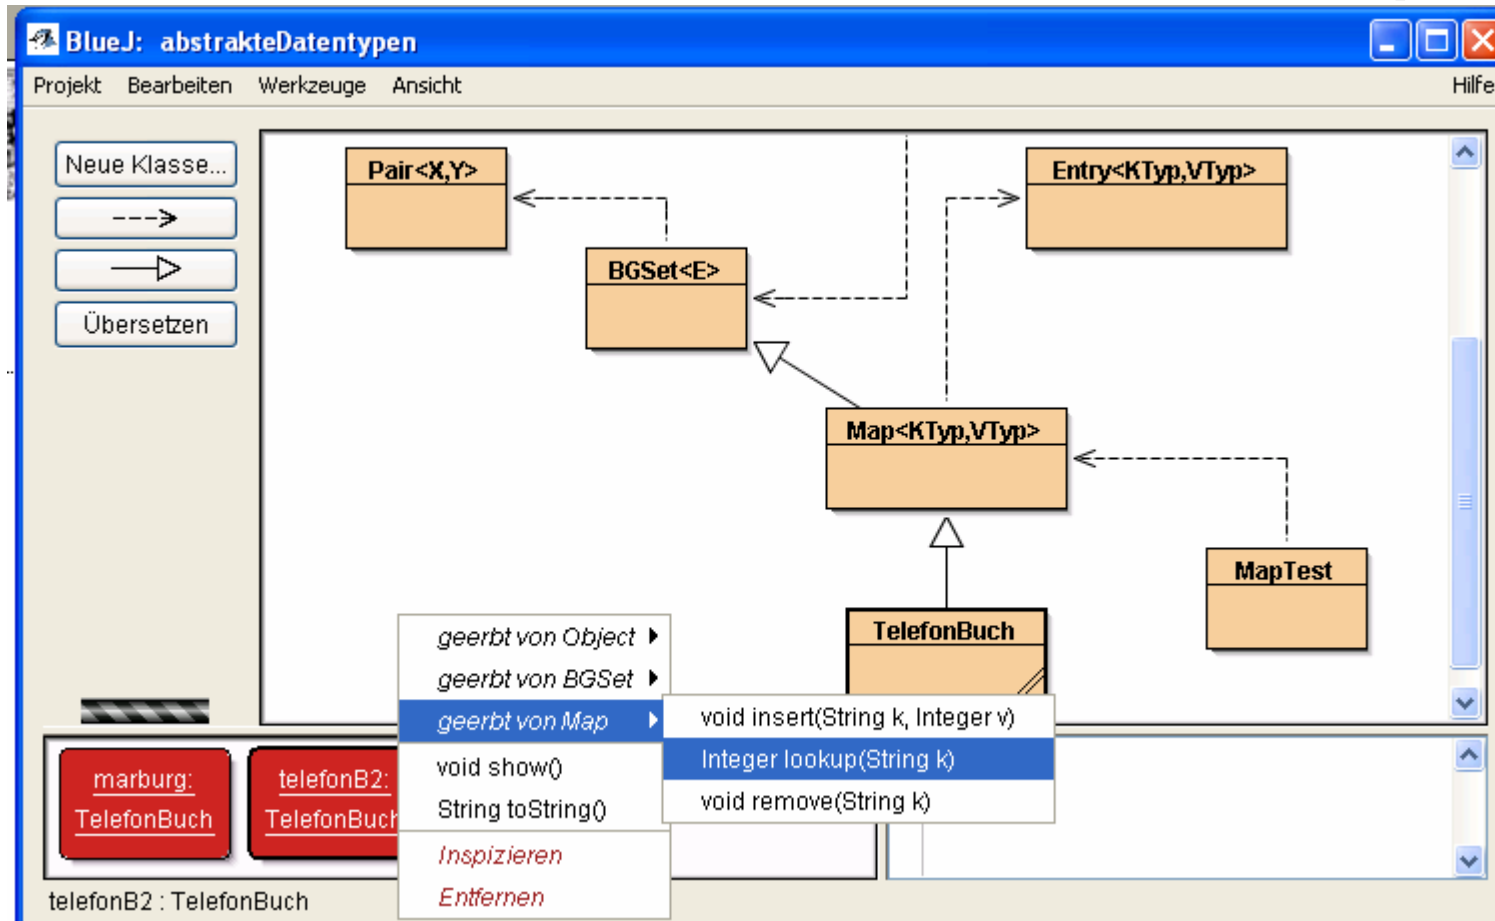 BlueJ: abstrakteDatentypen
Projekt Bearbeiten Werkzeuge Ansicht Hilfe
Neue Klasse...
Übersetzen
Pair<X,Y>
Entry<KTyp,VTyp>
BGSet<E>
Map<KTyp,VTyp>
MapTest
TelefonBuch
geerbt von Object
geerbt von BGSet
geerbt von Map
void show()
String toString()
Inspizieren
Entfernen
void insert(String k, Integer v)
Integer lookup(String k)
void remove(String k)
marburg:
TelefonBuch
telefonB2:
TelefonBuch
telefonB2 : TelefonBuch